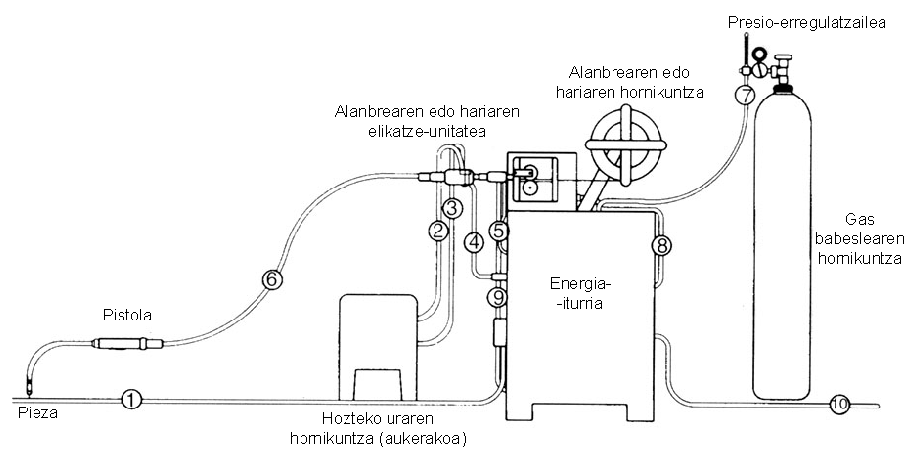 Presio-erregulatzailea
Alanbrearen edo
hariaren hornikuntza
Alanbrearen edo hariaren
elikatze-unitatea
7
3
2
4
5
8
6
9
Gas
babeslearen
hornikuntza
Energia-
-iturria
Pistola
1
10
Pieza
Hozteko uraren
hornikuntza (aukerakoa)